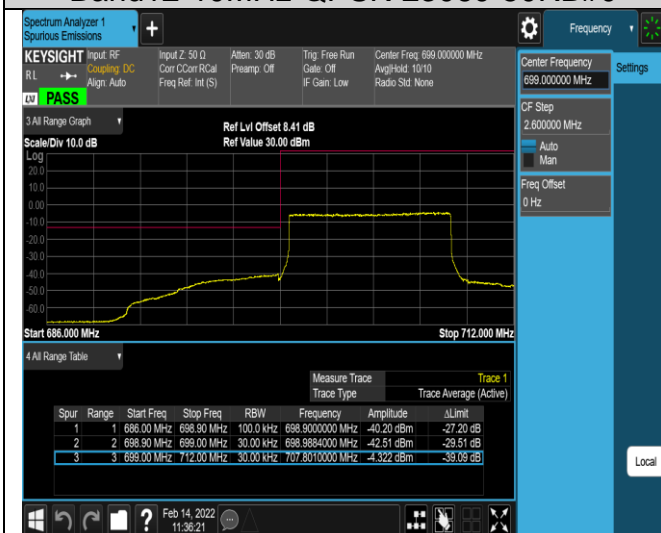 Spectrum Analyzer 1
Spurious Emissions
Frequency
KEYSIGHT
Input: RF
Coupling: DC
Align: Auto
R L
Input Z: 50 Ω
Corr CCorr RCal
Freq Ref: Int (S)
Atten: 30 dB
Preamp: Off
Trig: Free Run
Gate: Off
IF Gain: Low
Center Freq: 699.000000 MHz
Avg|Hold: 10/10
Radio Std: None
PASS
Center Frequency
699.000000 MHz
Settings
CF Step
2.600000 MHz
Auto
Man
Freq Offset
0 Hz
3 All Range Graph
Scale/Div 10.0 dB
Ref Lvl Offset 8.41 dB
Ref Value 30.00 dBm
Log
20.0
10.0
0.00
-10.0
-20.0
-30.0
-40.0
-50.0
-60.0
Start 686.000 MHz
Stop 712.000 MHz
4 All Range Table
Measure Trace Trace 1
Trace Type Trace Average (Active)
Spur Range Start Freq Stop Freq RBW Frequency Amplitude ΔLimit
1 1 686.00 MHz 698.90 MHz 100.0 kHz 698.9000000 MHz -40.20 dBm -27.20 dB
2 2 698.90 MHz 699.00 MHz 30.00 kHz 698.9884000 MHz -42.51 dBm -29.51 dB
3 3 699.00 MHz 712.00 MHz 30.00 kHz 707.8010000 MHz -4.322 dBm -39.09 dB
Local
Feb 14, 2022
11:36:21